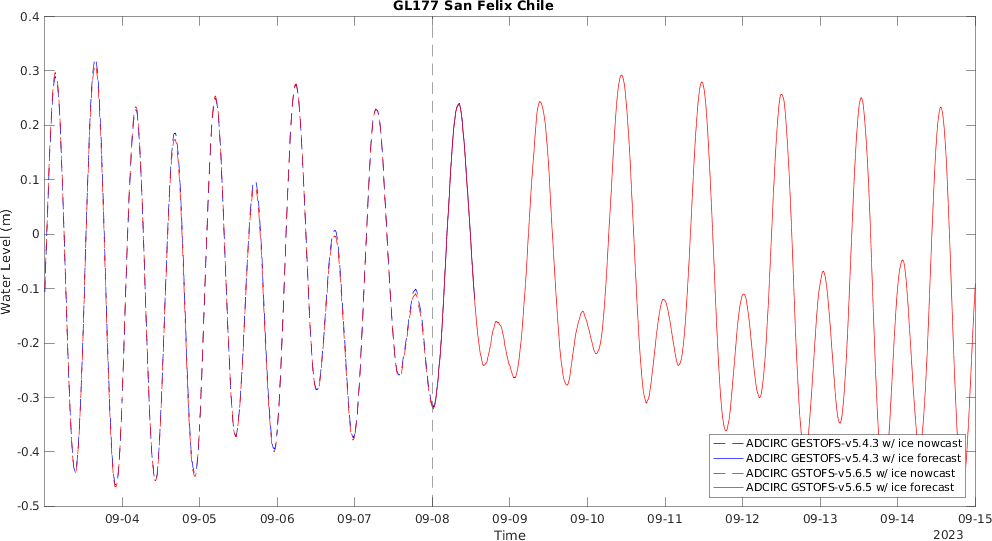 GL177 San Felix Chile
0.4
0.3
0.2
0.1
0
-0.1
-0.2
-0.3
-0.4
-0.5
Water Level (m)
ADCIRC GESTOFS-v5.4.3 w/ ice nowcast
ADCIRC GESTOFS-v5.4.3 w/ ice forecast
ADCIRC GSTOFS-v5.6.5 w/ ice nowcast
ADCIRC GSTOFS-v5.6.5 w/ ice forecast
09-04 09-05 09-06 09-07 09-08 09-09 09-10 09-11 09-12 09-13 09-14 09-15
Time
2023